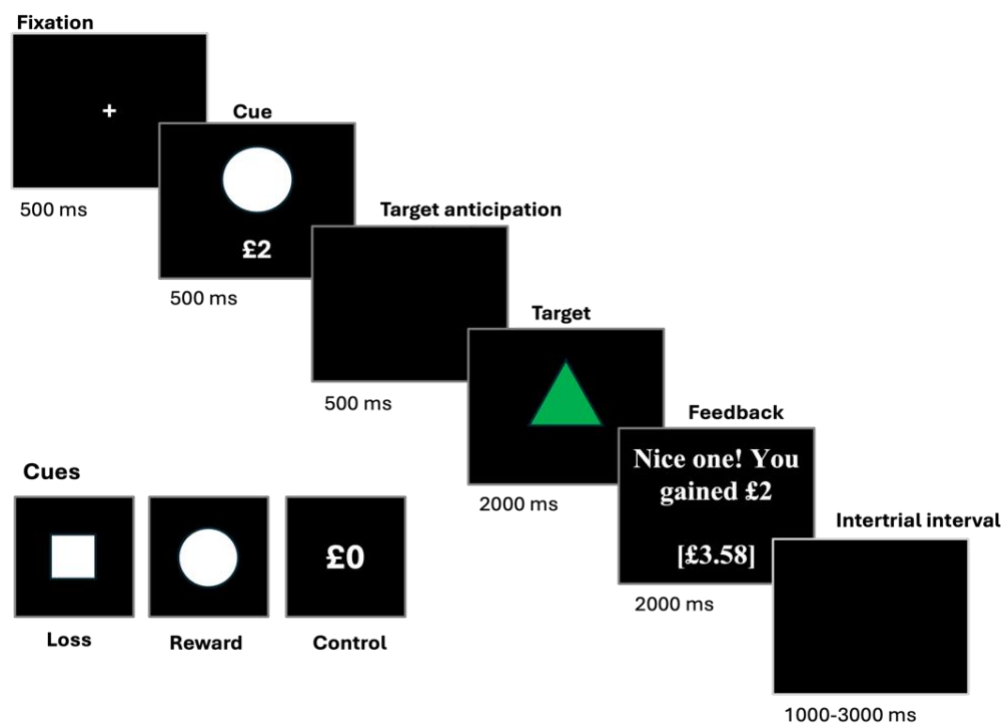 Fixation
+
500 ms
Cue
£2
500 ms
Target anticipation
500 ms
Target
2000 ms
Feedback
Nice one! You
gained £2
[£3.58]
2000 ms
Intertrial interval
1000-3000 ms
Cues
£0
Loss
Reward
Control